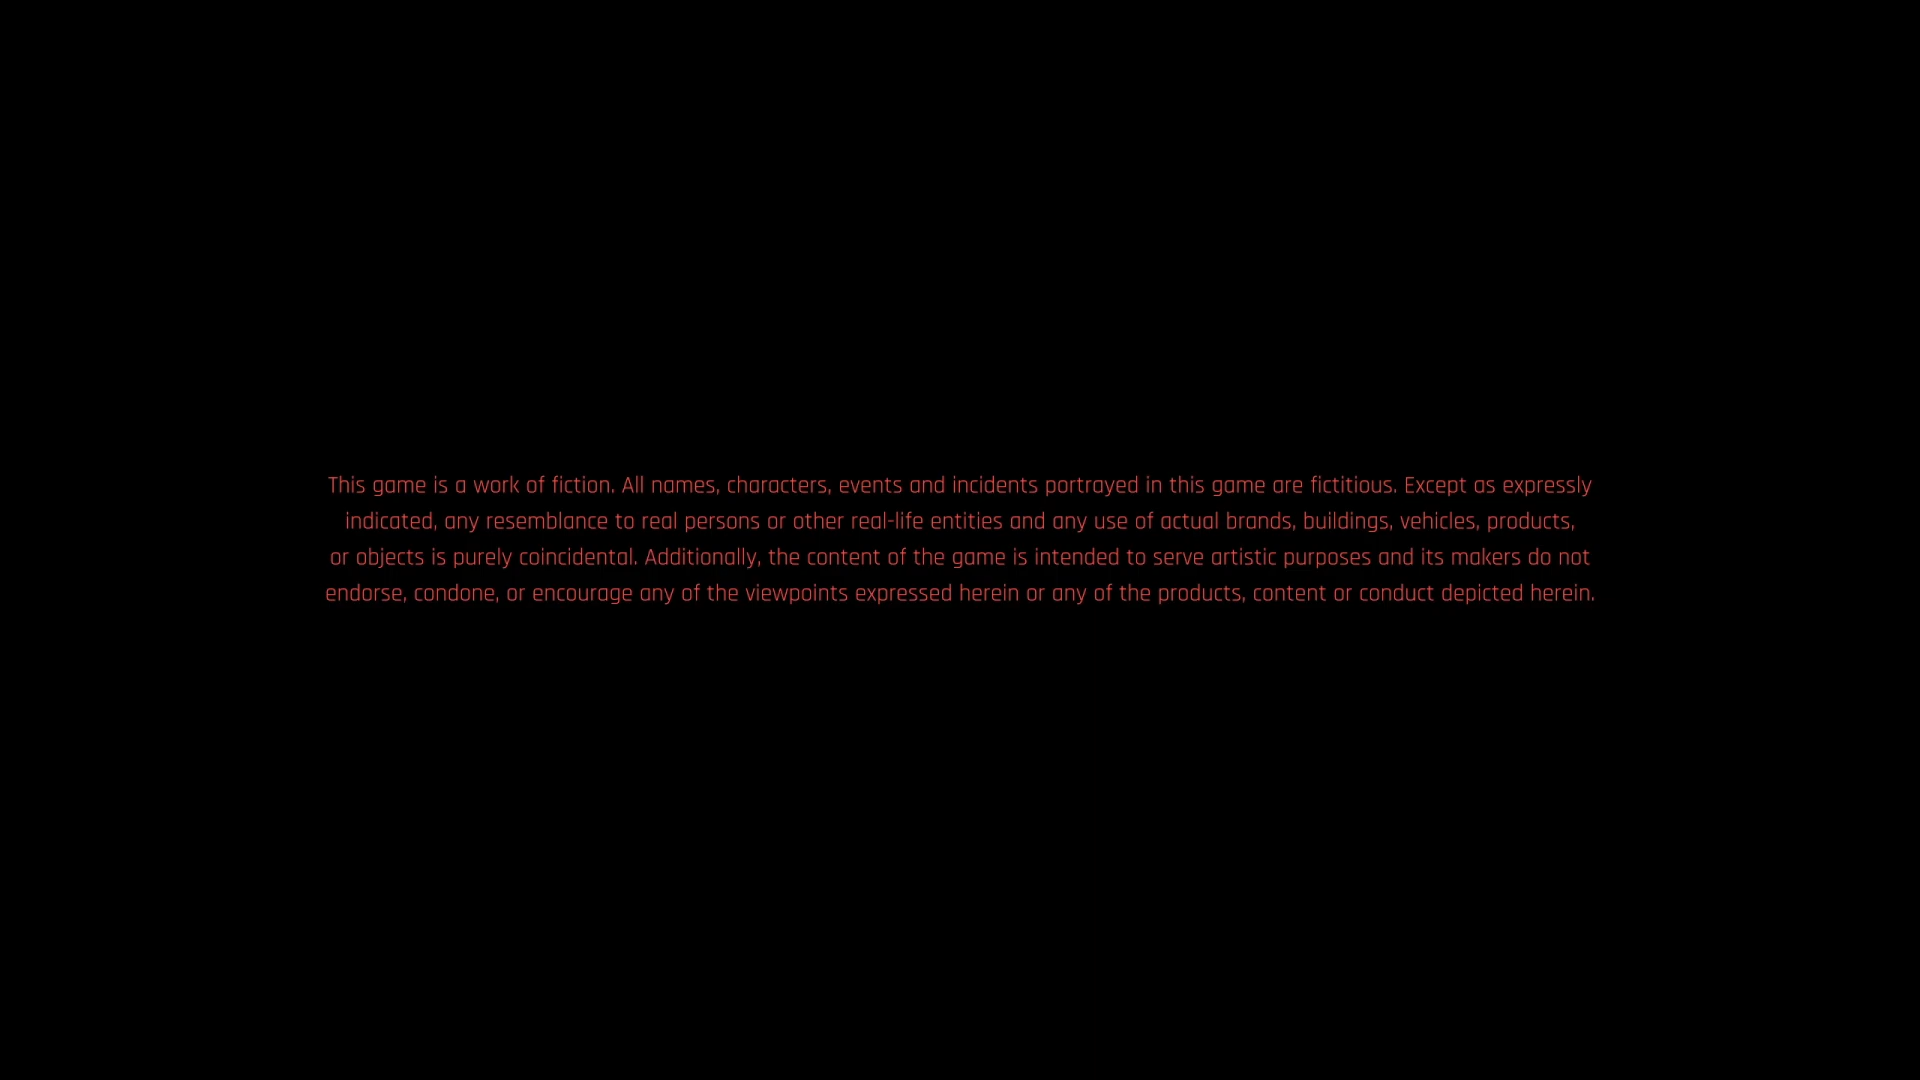 This game is a work of fiction. All names, characters, events and incidents portrayed in this game are fictitious. Except as expressly
indicated, any resemblance to real persons or other real-life entities and any use of actual brands, buildings, vehicles, products,
or objects is purely coincidental. Additionally, the content of the game is intended to serve artistic purposes and its makers do not
endorse, condone, or encourage any of the viewpoints expressed herein or any of the products, content or conduct depicted herein.